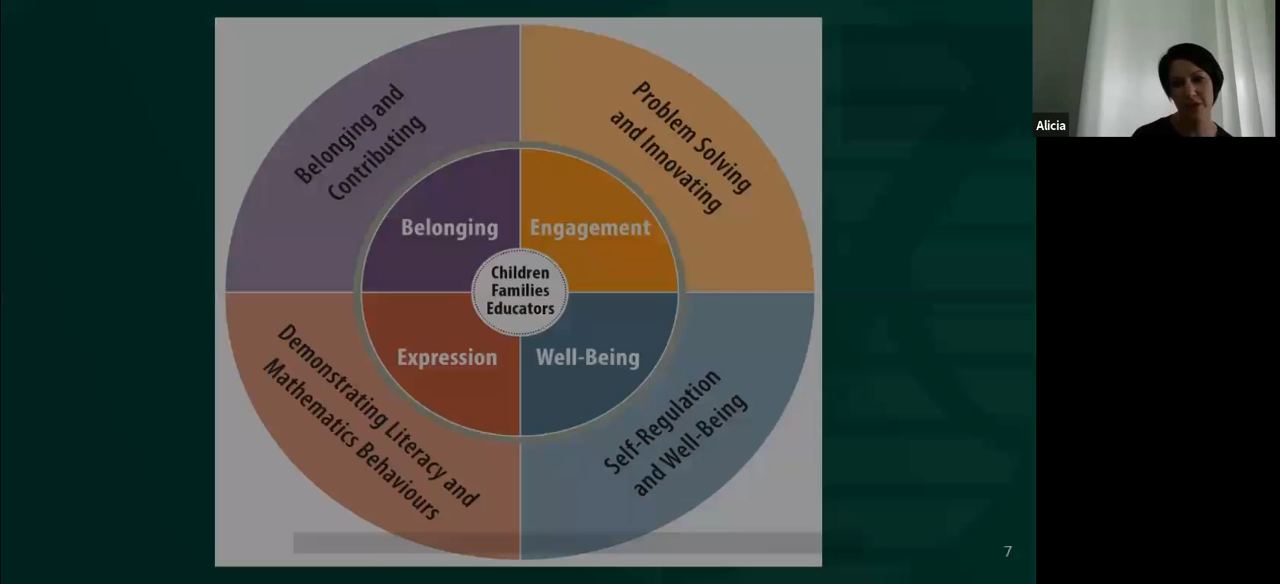 Belonging and
Contributing
Problem Solving
and Innovating
Belonging
Engagement
Children
Families
Educators
Expression
Well-Being
Demonstrating Literacy and
Mathematics Behaviours
Self-Regulation
and Well-Being
7
Alicia